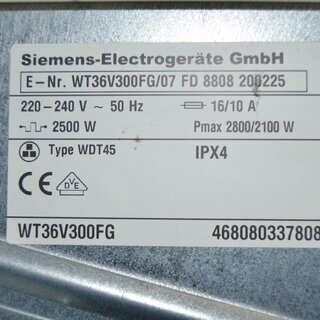 Siemens-Electrogeräte GmbH
E-Nr. WT36V300FG/07 FD 8808 200225
220-240 V ~ 50 Hz 16/10 A
2500 W Pmax 2800/2100 W
Type WDT45 IPX4
CE DVE
WT36V300FG 468080337808